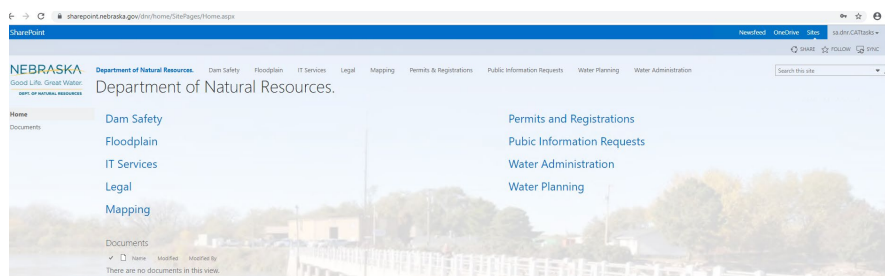 sharepoint.nebraska.gov/dnr/home/SitePages/Home.aspx
SharePoint
Newsfeed OneDrive Sites sa.dnr.CATtasks
SHARE FOLLOW SYNC
NEBRASKA
Good Life. Great Water.
DEPT. OF NATURAL RESOURCES
Department of Natural Resources. Dam Safety Floodplain IT Services Legal Mapping Permits & Registrations Public Information Requests Water Planning Water Administration
Search this site
Department of Natural Resources.
Home
Documents
Dam Safety
Floodplain
IT Services
Legal
Mapping
Permits and Registrations
Pubic Information Requests
Water Administration
Water Planning
Documents
Name Modified Modified By
There are no documents in this view.